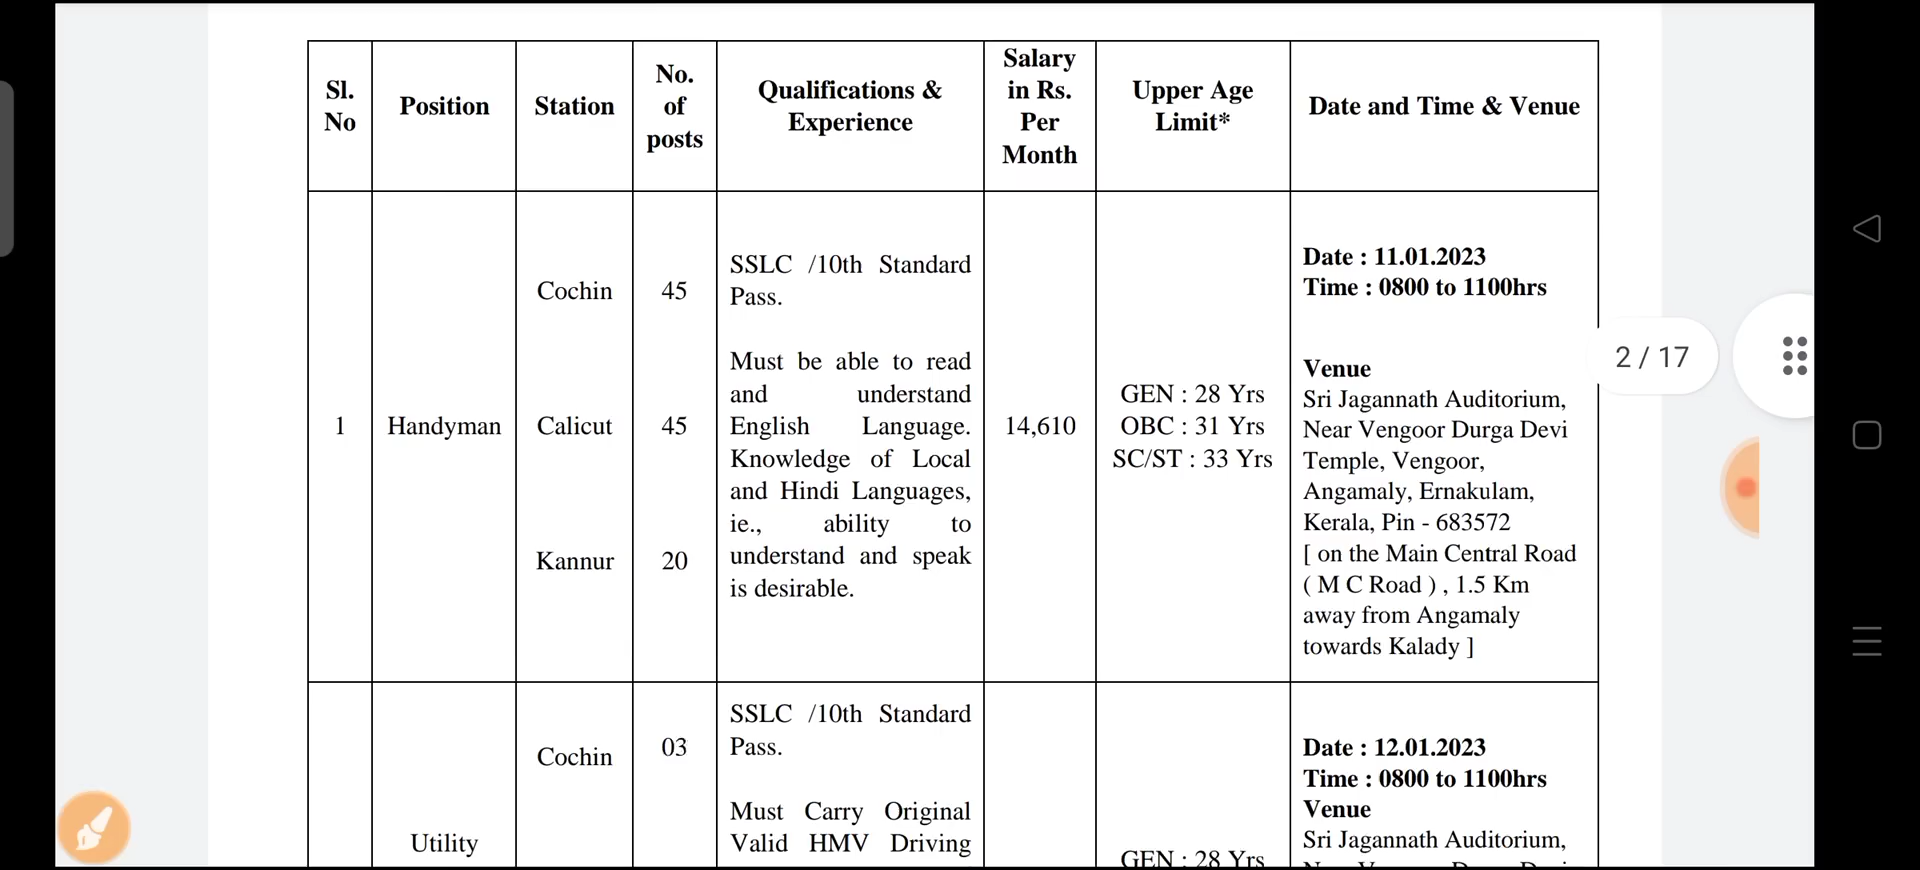 Sl.
No
Position
Station
No.
of
posts
Qualifications &
Experience
Salary
in Rs.
Per
Month
Upper Age
Limit*
Date and Time & Venue
1
Handyman
Cochin
45
Calicut
45
Kannur
20
SSLC /10th Standard
Pass.
Must be able to read
and understand
English Language.
Knowledge of Local
and Hindi Languages,
ie., ability to
understand and speak
is desirable.
14,610
GEN : 28 Yrs
OBC : 31 Yrs
SC/ST : 33 Yrs
Date : 11.01.2023
Time : 0800 to 1100hrs
Venue
Sri Jagannath Auditorium,
Near Vengoor Durga Devi
Temple, Vengoor,
Angamaly, Ernakulam,
Kerala, Pin - 683572
[ on the Main Central Road
( M C Road ) , 1.5 Km
away from Angamaly
towards Kalady ]
2 / 17
Utility
Cochin
03
SSLC /10th Standard
Pass.
Must Carry Original
Valid HMV Driving
GEN : 28 Yrs
Date : 12.01.2023
Time : 0800 to 1100hrs
Venue
Sri Jagannath Auditorium,